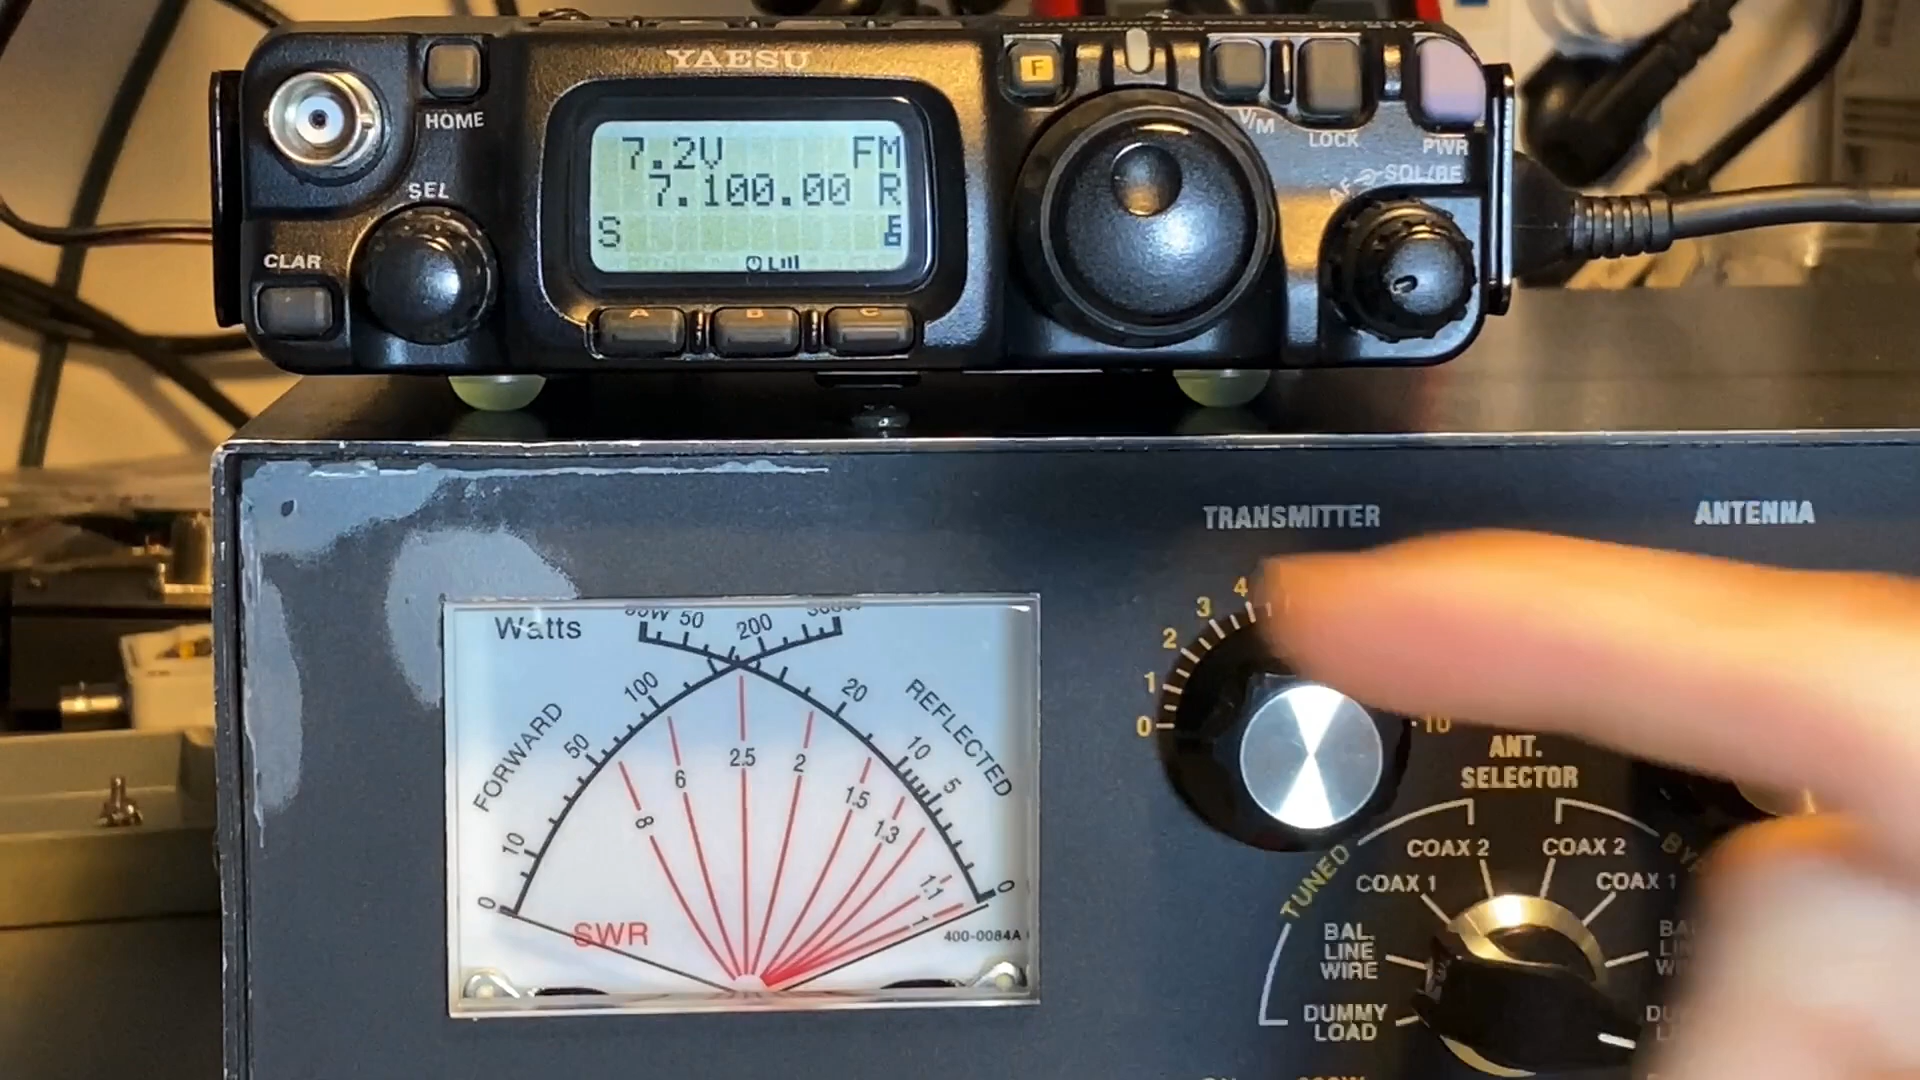 YAESU
F
HOME
V/M
LOCK
PWR
SEL
AF
SQL/RF
CLAR
7.2V FM
7.100.00 R
S
L
A B C
TRANSMITTER
ANTENNA
0 1 2 3 4
10
Watts
50
200
FORWARD
0 10 50 100
REFLECTED
20 10 5 0
8 6 2.5 2 1.5 1.3 1.1 1
SWR
400-0084A
ANT.
SELECTOR
TUNED
COAX 2
COAX 2
COAX 1
COAX 1
BAL.
LINE
WIRE
DUMMY
LOAD